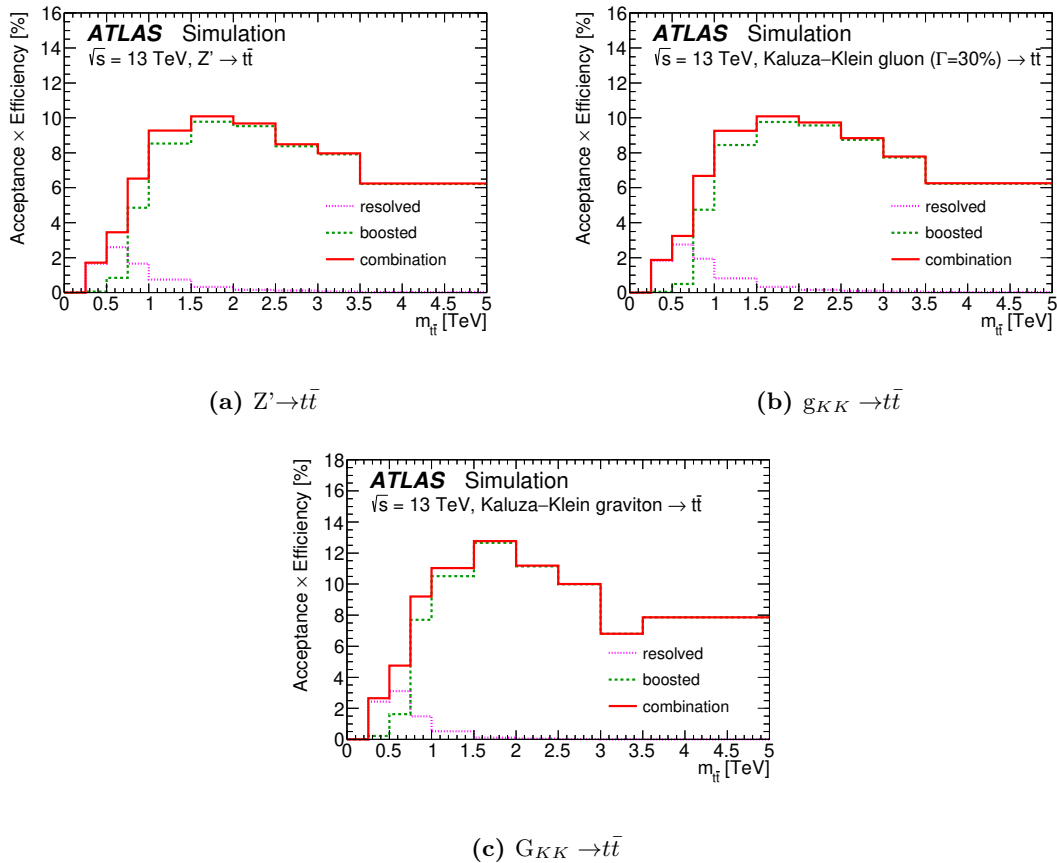 ATLAS Simulation
√s = 13 TeV, Z' → tt̄
Acceptance × Efficiency [%]
18
16
14
12
10
8
6
4
2
0
resolved
boosted
combination
0 0.5 1 1.5 2 2.5 3 3.5 4 4.5 5
m_tt̄ [TeV]
(a) Z'→tt̄
ATLAS Simulation
√s = 13 TeV, Kaluza–Klein gluon (Γ=30%) → tt̄
Acceptance × Efficiency [%]
18
16
14
12
10
8
6
4
2
0
resolved
boosted
combination
0 0.5 1 1.5 2 2.5 3 3.5 4 4.5 5
m_tt̄ [TeV]
(b) g_KK →tt̄
ATLAS Simulation
√s = 13 TeV, Kaluza–Klein graviton → tt̄
Acceptance × Efficiency [%]
18
16
14
12
10
8
6
4
2
0
resolved
boosted
combination
0 0.5 1 1.5 2 2.5 3 3.5 4 4.5 5
m_tt̄ [TeV]
(c) G_KK →tt̄